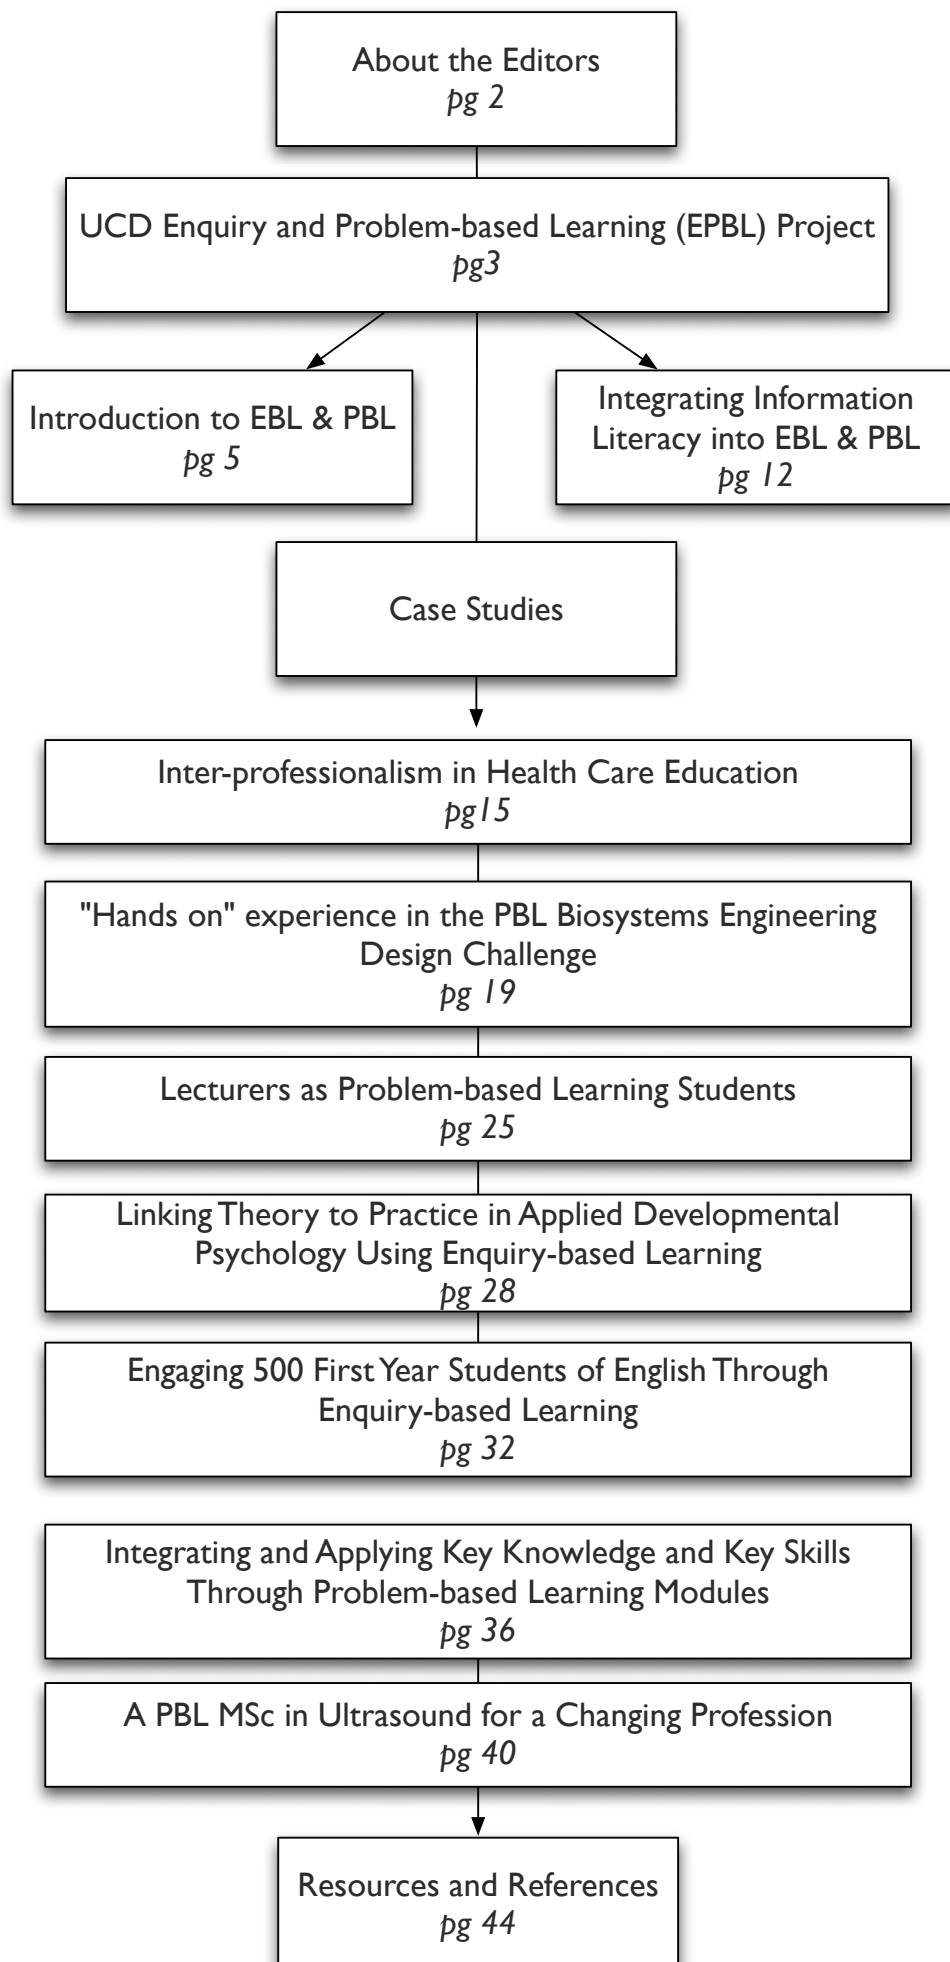 About the Editors
pg 2
UCD Enquiry and Problem-based Learning (EPBL) Project
pg3
Introduction to EBL & PBL
pg 5
Integrating Information
Literacy into EBL & PBL
pg 12
Case Studies
Inter-professionalism in Health Care Education
pg15
"Hands on" experience in the PBL Biosystems Engineering
Design Challenge
pg 19
Lecturers as Problem-based Learning Students
pg 25
Linking Theory to Practice in Applied Developmental
Psychology Using Enquiry-based Learning
pg 28
Engaging 500 First Year Students of English Through
Enquiry-based Learning
pg 32
Integrating and Applying Key Knowledge and Key Skills
Through Problem-based Learning Modules
pg 36
A PBL MSc in Ultrasound for a Changing Profession
pg 40
Resources and References
pg 44